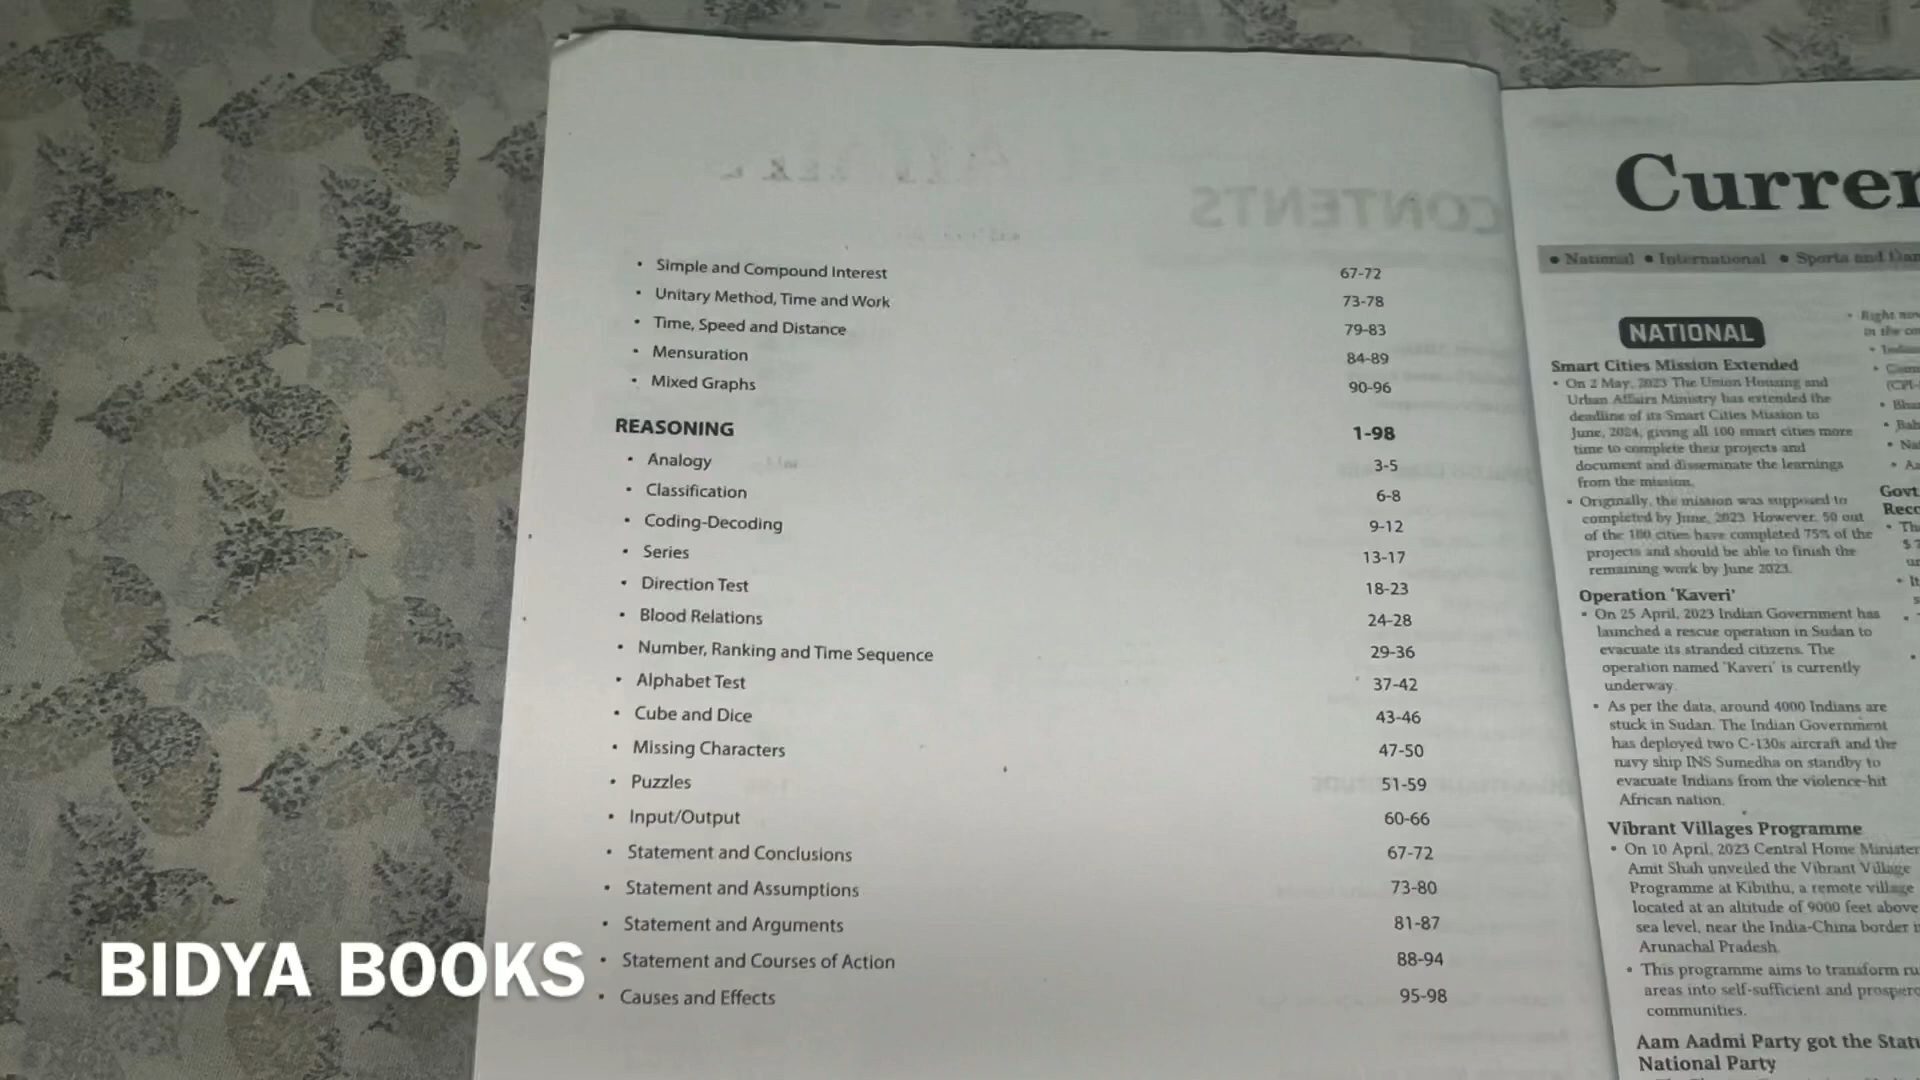 • Simple and Compound Interest 67-72
• Unitary Method, Time and Work 73-78
• Time, Speed and Distance 79-83
• Mensuration 84-89
• Mixed Graphs 90-96
REASONING 1-98
• Analogy 3-5
• Classification 6-8
• Coding-Decoding 9-12
• Series 13-17
• Direction Test 18-23
• Blood Relations 24-28
• Number, Ranking and Time Sequence 29-36
• Alphabet Test 37-42
• Cube and Dice 43-46
• Missing Characters 47-50
• Puzzles 51-59
• Input/Output 60-66
• Statement and Conclusions 67-72
• Statement and Assumptions 73-80
• Statement and Arguments 81-87
• Statement and Courses of Action 88-94
• Causes and Effects 95-98
CONTENTS
BIDYA BOOKS
Curren
• National • International • Sports and
NATIONAL
Smart Cities Mission Extended
• On 2 May, 2023 The Union Housing and
Urban Affairs Ministry has extended the
deadline of its Smart Cities Mission to
June, 2024, giving all 100 smart cities more
time to complete their projects and
document and disseminate the learnings
from the mission.
• Originally, the mission was supposed to
completed by June, 2023. However, 50 out
of the 100 cities have completed 75% of the
projects and should be able to finish the
remaining work by June 2023.
Operation ‘Kaveri’
• On 25 April, 2023 Indian Government has
launched a rescue operation in Sudan to
evacuate its stranded citizens. The
operation named ‘Kaveri’ is currently
underway.
• As per the data, around 4000 Indians are
stuck in Sudan. The Indian Government
has deployed two C-130s aircraft and the
navy ship INS Sumedha on standby to
evacuate Indians from the violence-hit
African nation.
Vibrant Villages Programme
• On 10 April, 2023 Central Home Minister
Amit Shah unveiled the Vibrant Village
Programme at Kibithu, a remote village
located at an altitude of 9000 feet above
sea level, near the India-China border i
Arunachal Pradesh.
• This programme aims to transform ru
areas into self-sufficient and prospero
communities.
Aam Aadmi Party got the Statu
National Party
• Right now
in the
(CPI-
Govt
Reco